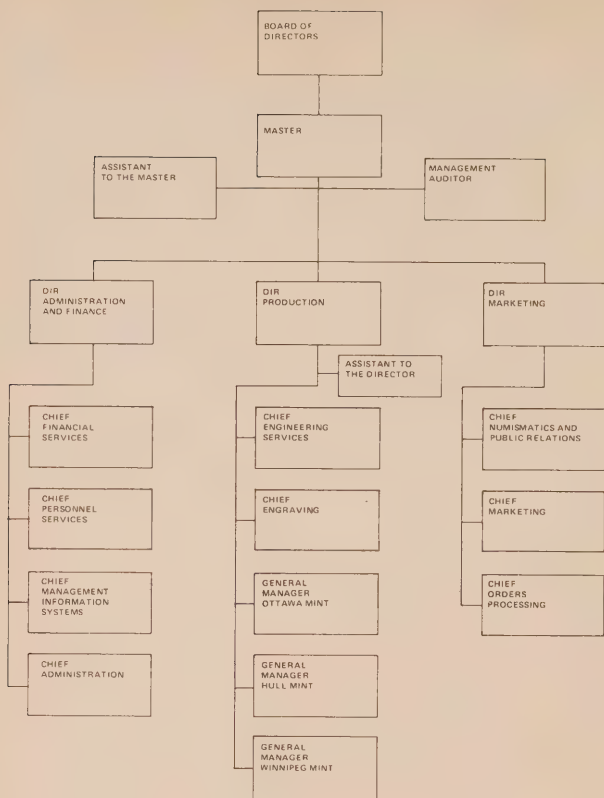 BOARD OF
DIRECTORS
MASTER
ASSISTANT
TO THE MASTER
MANAGEMENT
AUDITOR
DIR
ADMINISTRATION
AND FINANCE
DIR
PRODUCTION
DIR
MARKETING
ASSISTANT TO
THE DIRECTOR
CHIEF
FINANCIAL
SERVICES
CHIEF
ENGINEERING
SERVICES
CHIEF
NUMISMATICS AND
PUBLIC RELATIONS
CHIEF
PERSONNEL
SERVICES
CHIEF
ENGRAVING
CHIEF
MARKETING
CHIEF
MANAGEMENT
INFORMATION
SYSTEMS
GENERAL
MANAGER
OTTAWA MINT
CHIEF
ORDERS
PROCESSING
CHIEF
ADMINISTRATION
GENERAL
MANAGER
HULL MINT
GENERAL
MANAGER
WINNIPEG MINT